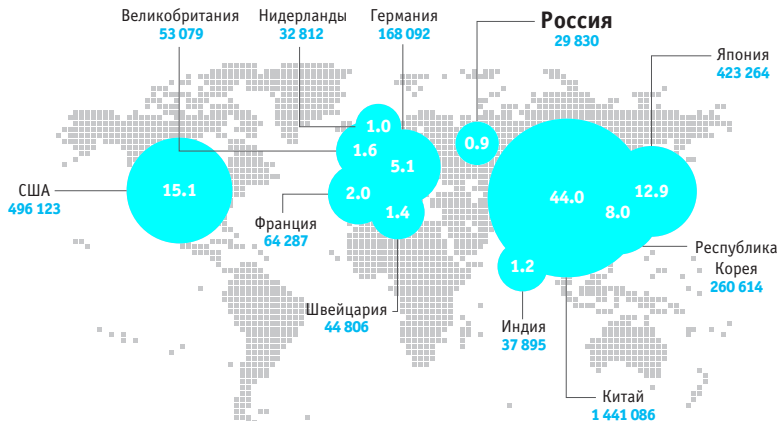 Великобритания
53 079
Нидерланды
32 812
Германия
168 092
Россия
29 830
Япония
423 264
1.0
1.6
0.9
5.1
США
496 123
15.1
2.0
44.0
12.9
8.0
1.4
Франция
64 287
Республика
Корея
260 614
1.2
Швейцария
44 806
Индия
37 895
Китай
1 441 086